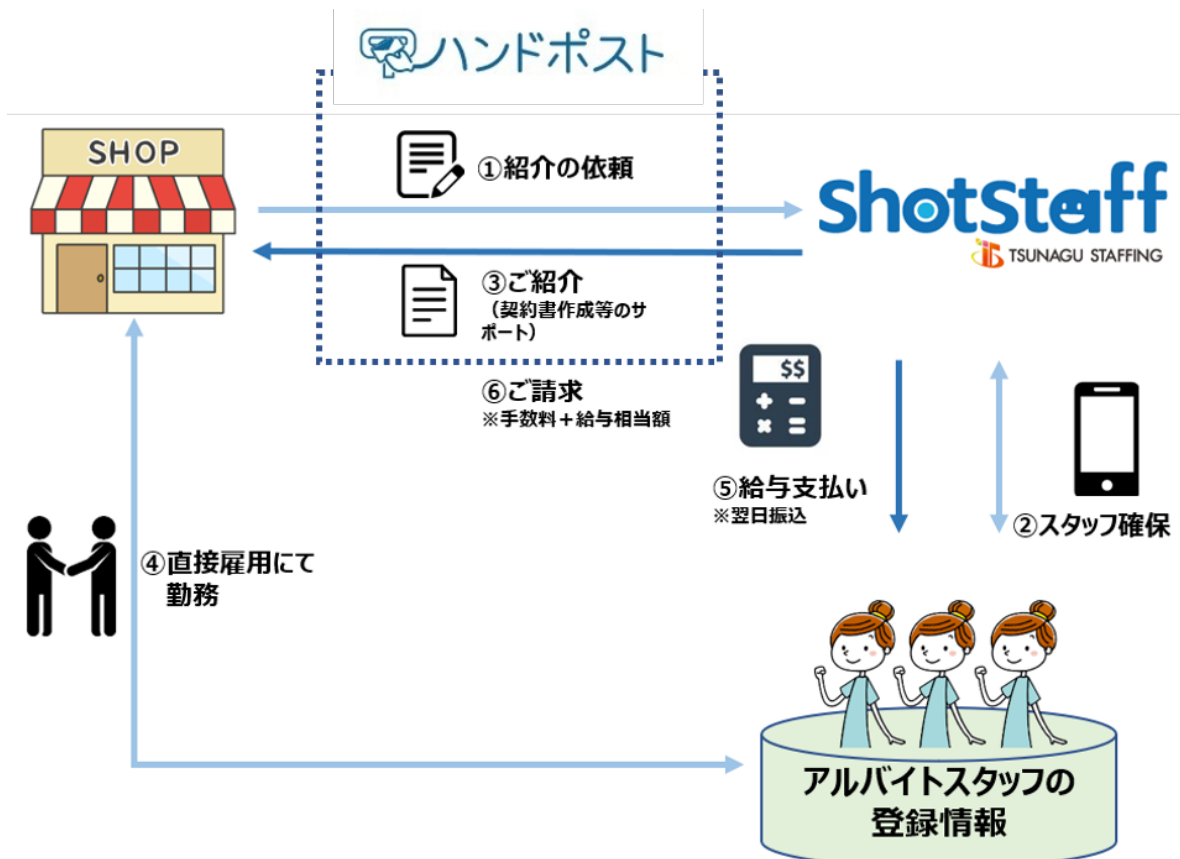 ハンドポスト
SHOP
①紹介の依頼
ShotStaff
TSUNAGU STAFFING
③ご紹介
（契約書作成等のサ
ポート）
$$
⑥ご請求
※手数料＋給与相当額
⑤給与支払い
※翌日振込
②スタッフ確保
④直接雇用にて
勤務
アルバイトスタッフの
登録情報